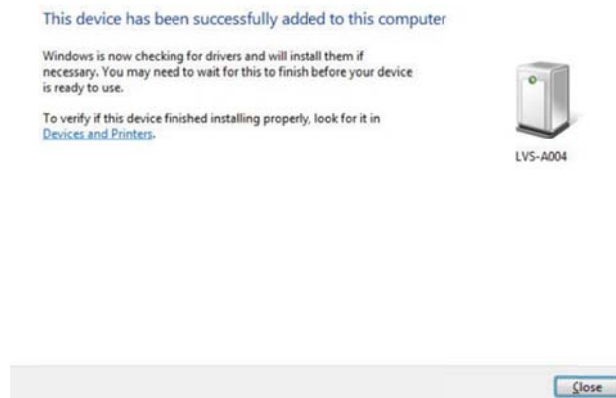 This device has been successfully added to this computer
Windows is now checking for drivers and will install them if
necessary. You may need to wait for this to finish before your device
is ready to use.
To verify if this device finished installing properly, look for it in
Devices and Printers.
LVS-A004
Close